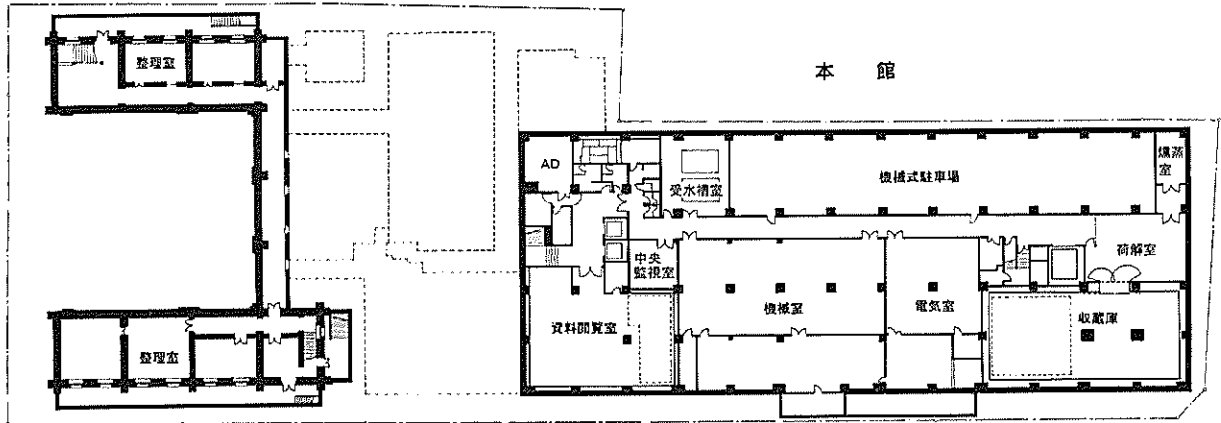 整理室
本館
AD
受水槽室
機械式駐車場
燻蒸
室
荷解室
中央
監視室
機械室
電気室
収蔵庫
資料閲覧室
整理室